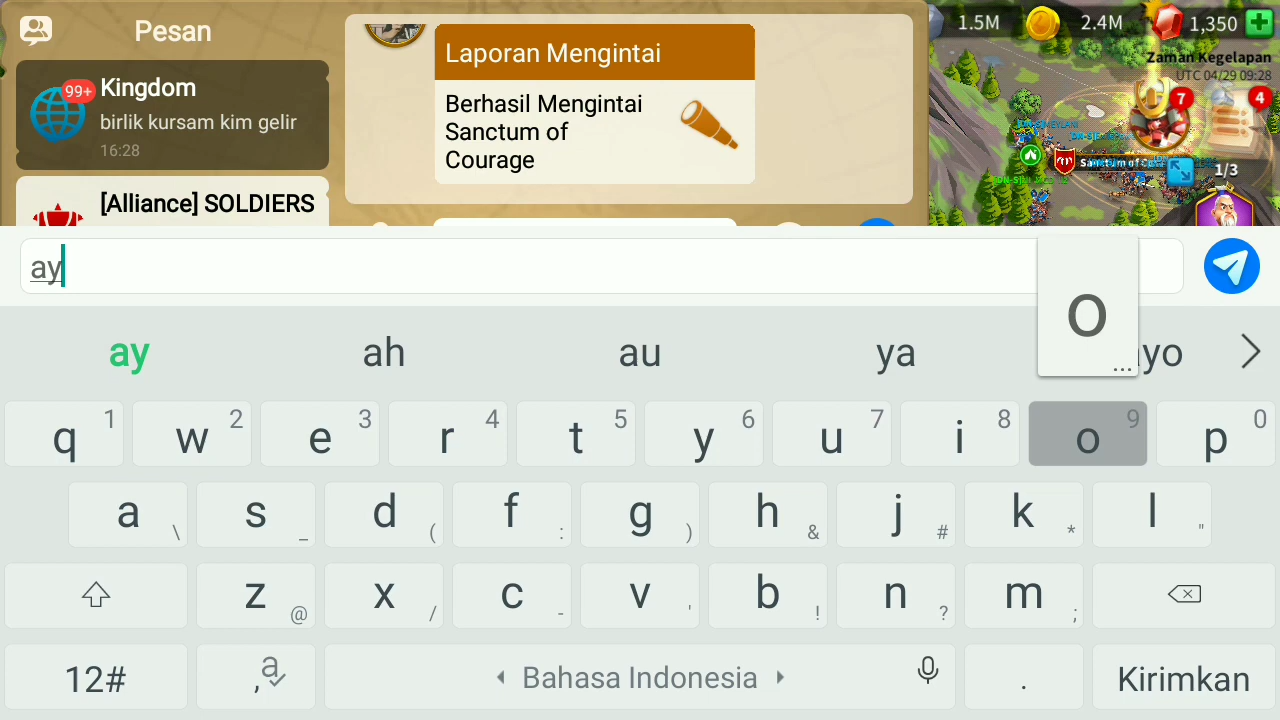 Pesan
99+
Kingdom
birlik kursam kim gelir
16:28
[Alliance] SOLDIERS
Laporan Mengintai
Berhasil Mengintai
Sanctum of
Courage
1.5M
2.4M
1,350
Zaman Kegelapan
UTC 04/29 09:28
7
4
1/3
ay
o
...
ay
ah
au
ya
yo
q 1
w 2
e 3
r 4
t 5
y 6
u 7
i 8
o 9
p 0
a \
s _
d (
f :
g )
h &
j #
k *
l "
z @
x /
c -
v '
b !
n ?
m ;
12#
, a
Bahasa Indonesia
.
Kirimkan